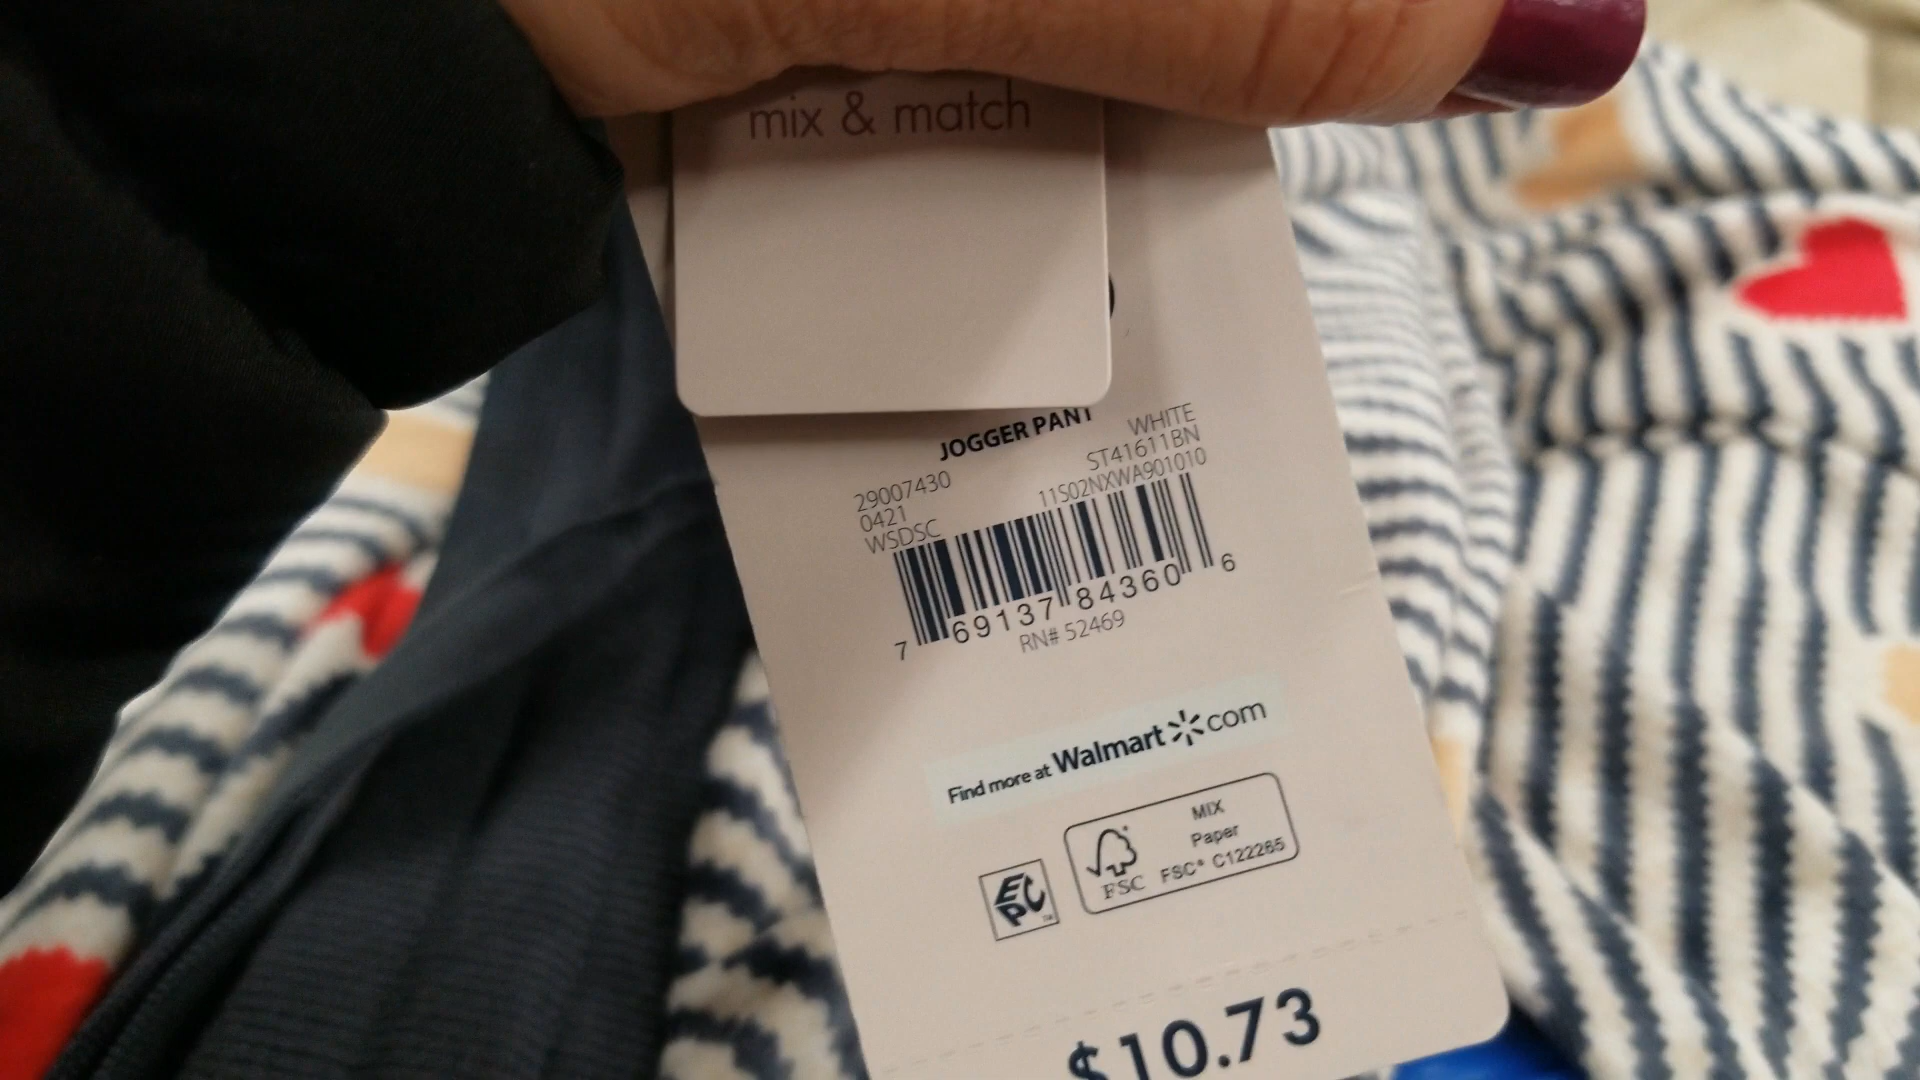 mix & match
JOGGER PANT
29007430 WHITE
0421 ST41611BN
WSDSC 11S02NXWA901010
7 69137 84360 6
RN# 52469
Find more at Walmart com
EPC
FSC
MIX
Paper
FSC® C122265
$10.73